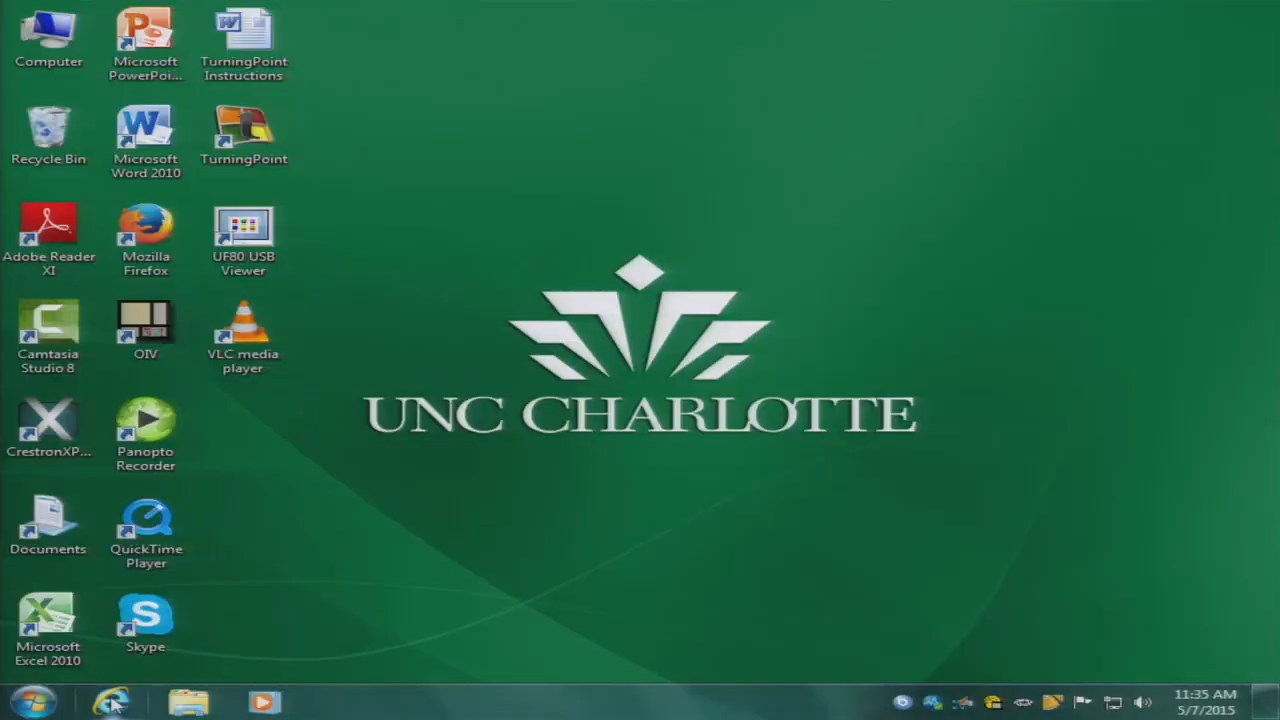 Computer
Microsoft
PowerPoi...
TurningPoint
Instructions
Recycle Bin
Microsoft
Word 2010
TurningPoint
Adobe Reader
XI
Mozilla
Firefox
UF80 USB
Viewer
Camtasia
Studio 8
OIV
VLC media
player
CrestronXP...
Panopto
Recorder
Documents
QuickTime
Player
Microsoft
Excel 2010
Skype
UNC CHARLOTTE
11:35 AM
5/7/2015